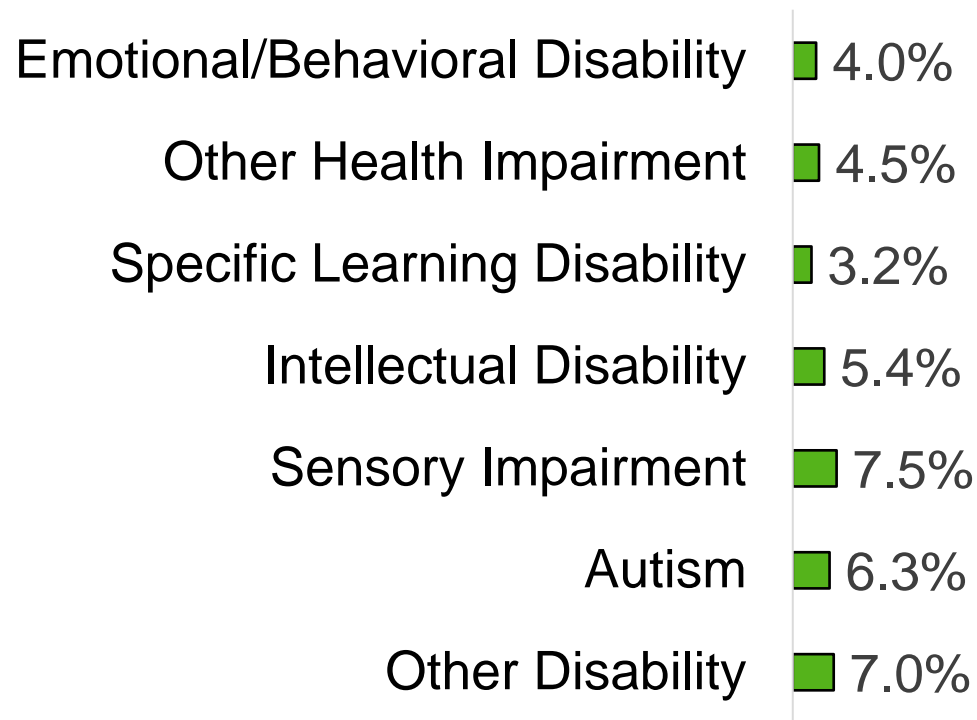 Emotional/Behavioral Disability 4.0%
Other Health Impairment 4.5%
Specific Learning Disability 3.2%
Intellectual Disability 5.4%
Sensory Impairment 7.5%
Autism 6.3%
Other Disability 7.0%